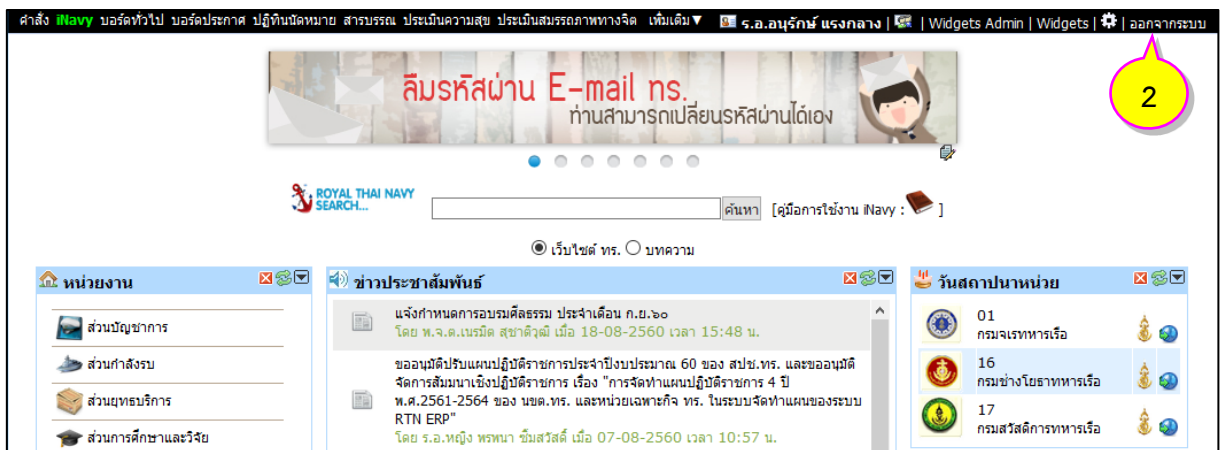 คำสั่ง iNavy บอร์ดทั่วไป บอร์ดประกาศ ปฏิทินนัดหมาย สารบรรณ ประเมินความสุข ประเมินสมรรถภาพทางจิต เพิ่มเติม▼ ร.อ.อนุรักษ์ แรงกลาง | | Widgets Admin | Widgets | | ออกจากระบบ
2
ลืมรหัสผ่าน E-mail ทร.
ท่านสามารถเปลี่ยนรหัสผ่านได้เอง
ROYAL THAI NAVY
SEARCH...
ค้นหา [คู่มือการใช้งาน iNavy : ]
เว็บไซต์ ทร. บทความ
หน่วยงาน
ส่วนบัญชาการ
ส่วนกำลังรบ
ส่วนยุทธบริการ
ส่วนการศึกษาและวิจัย
ข่าวประชาสัมพันธ์
แจ้งกำหนดการอบรมศีลธรรม ประจำเดือน ก.ย.๖๐
โดย พ.จ.ต.เนรมิต สุชาติวุฒิ เมื่อ 18-08-2560 เวลา 15:48 น.
ขออนุมัติปรับแผนปฏิบัติราชการประจำปีงบประมาณ 60 ของ สปช.ทร. และขออนุมัติ
จัดการสัมมนาเชิงปฏิบัติราชการ เรื่อง "การจัดทำแผนปฏิบัติราชการ 4 ปี
พ.ศ.2561-2564 ของ นขต.ทร. และหน่วยเฉพาะกิจ ทร. ในระบบจัดทำแผนของระบบ
RTN ERP"
โดย ร.อ.หญิง พรพนา ซิ้มสวัสดิ์ เมื่อ 07-08-2560 เวลา 10:57 น.
วันสถาปนาหน่วย
01
กรมจเรทหารเรือ
16
กรมช่างโยธาทหารเรือ
17
กรมสวัสดิการทหารเรือ